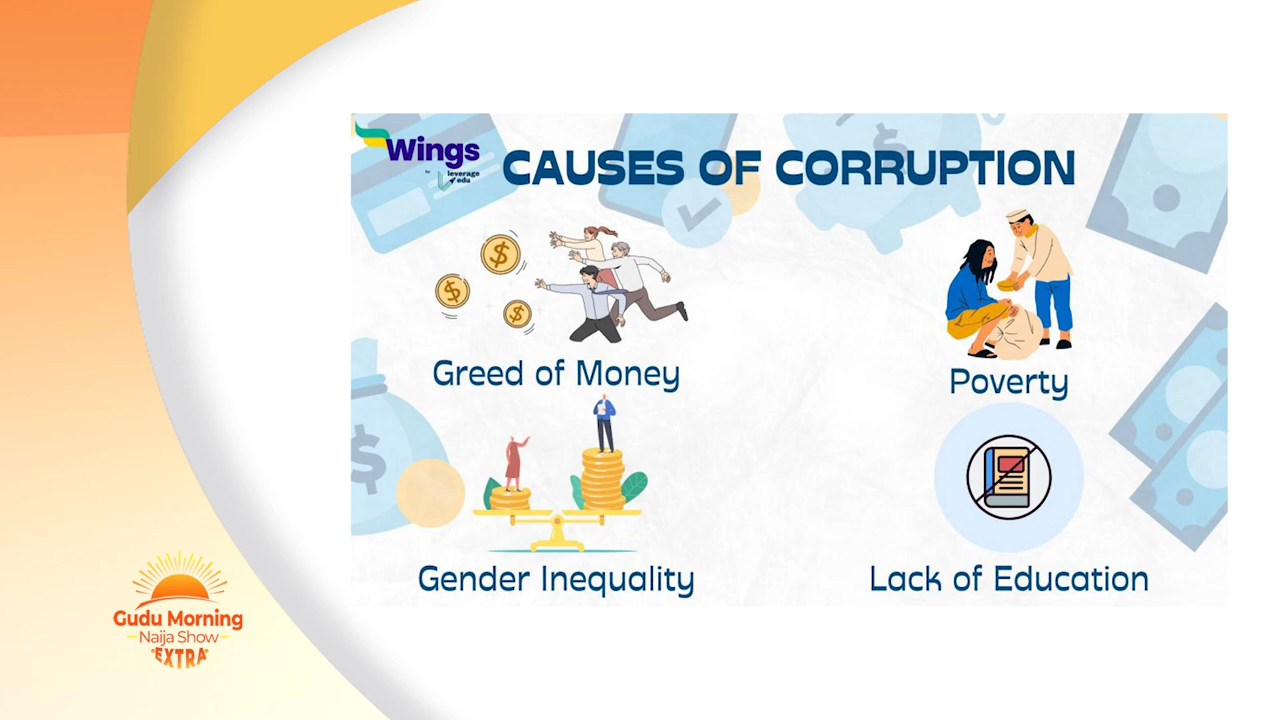 Wings
by leverage
edu
CAUSES OF CORRUPTION
$
$
$
$
$
Greed of Money
Poverty
Gender Inequality
Lack of Education
Gudu Morning
Naija Show
EXTRA